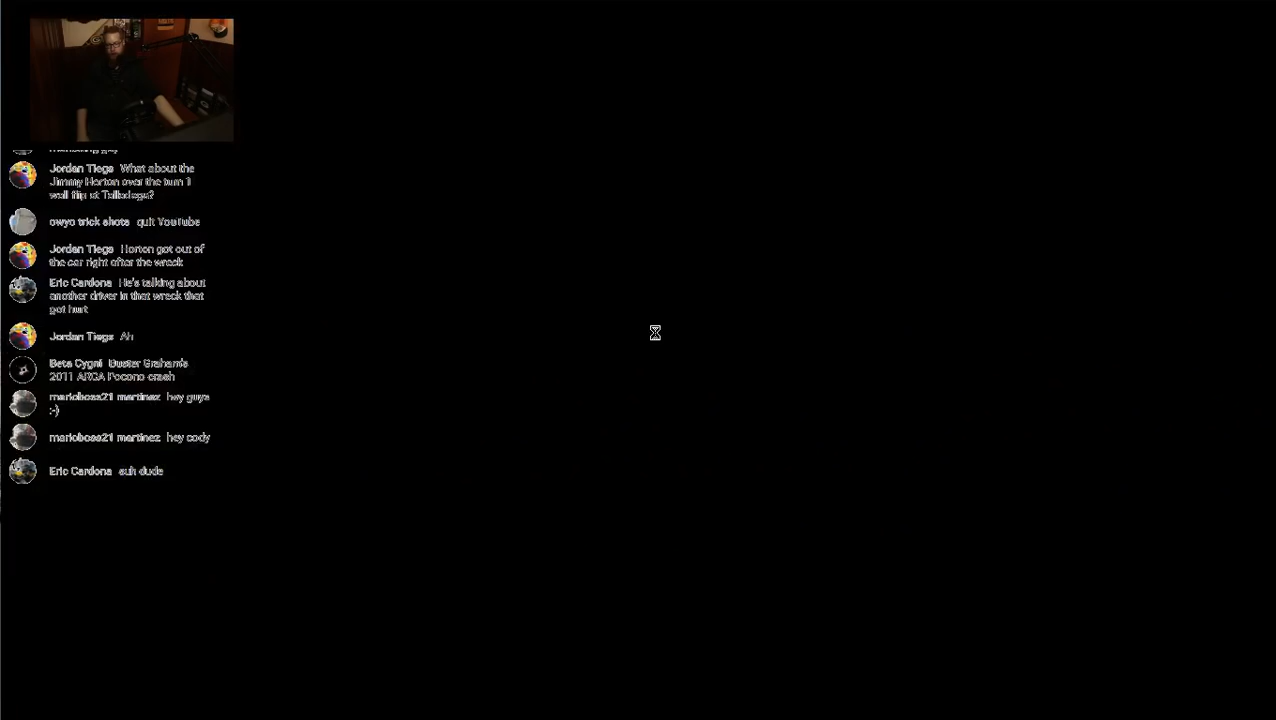 Jordan Tiegs What about the
Jimmy Horton over the turn 1
wall flip at Talladega?
owyo trick shots quit YouTube
Jordan Tiegs Horton got out of
the car right after the wreck
Eric Cardona He's talking about
another driver in that wreck that
got hurt
Jordan Tiegs Ah
Beta Cygni Buster Graham's
2011 ARCA Pocono crash
marioboss21 martinez hey guys
:-)
marioboss21 martinez hey cody
Eric Cardona suh dude